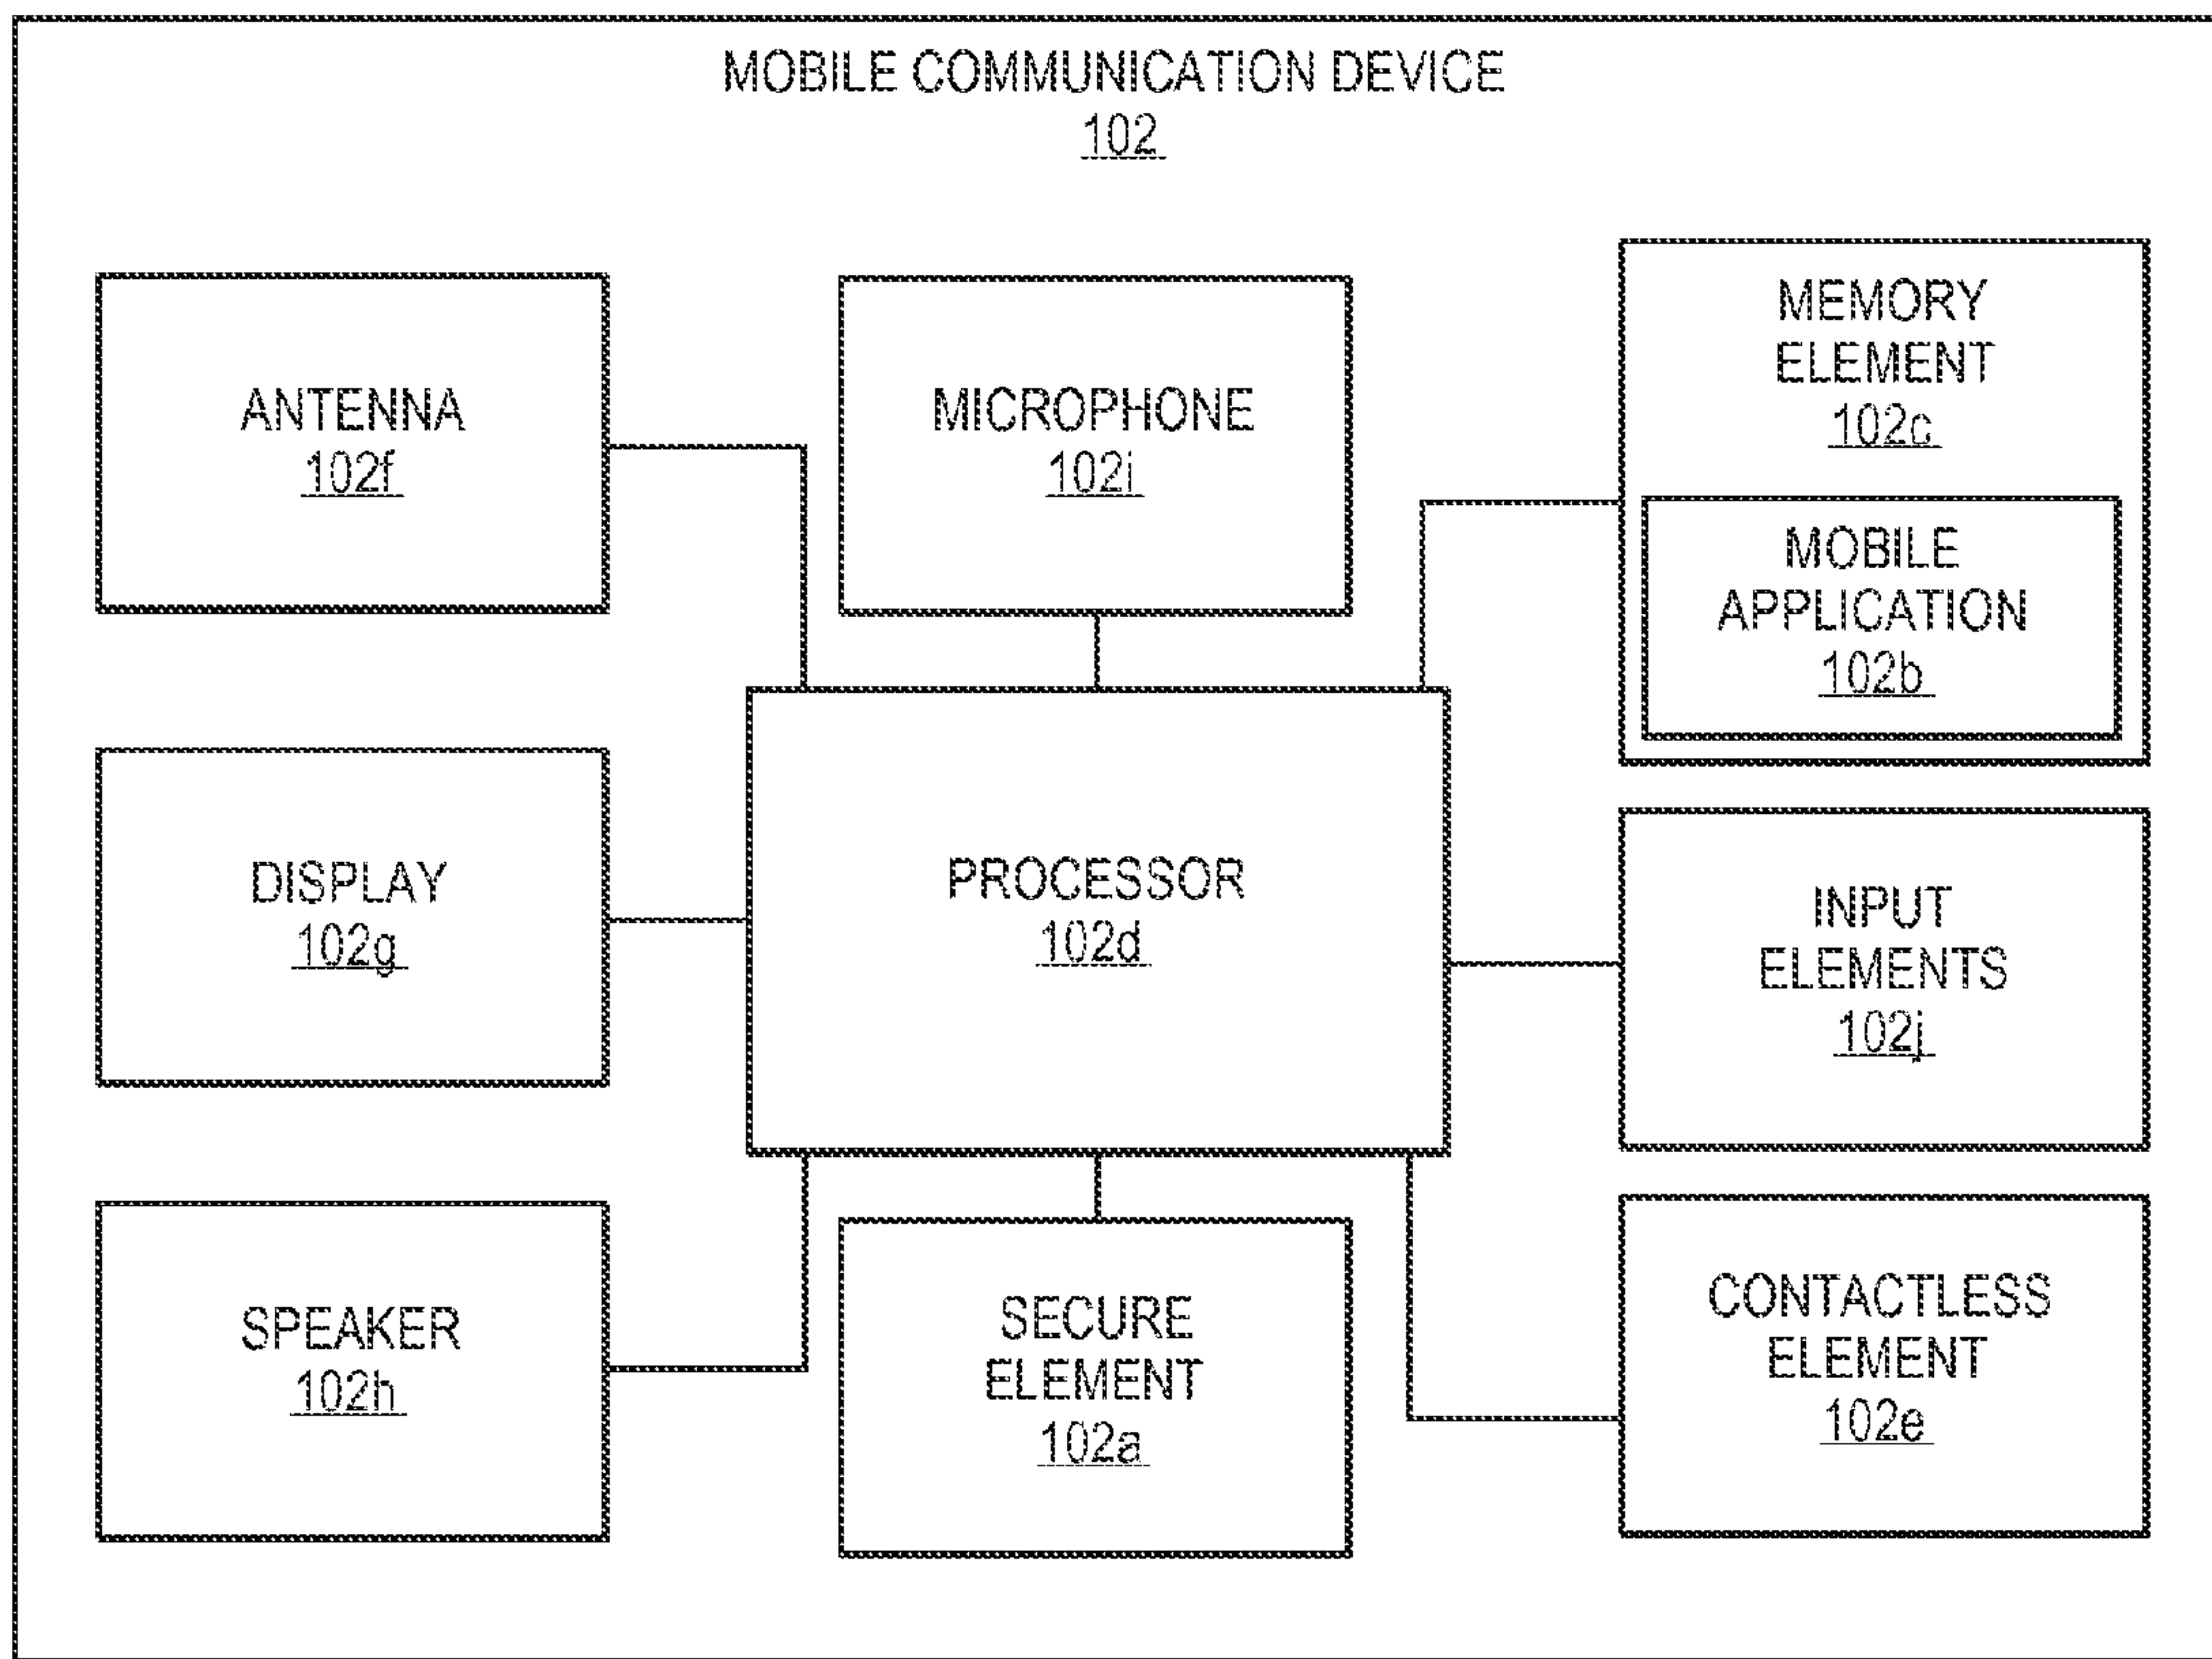 MOBILE COMMUNICATION DEVICE
102
ANTENNA
102f
MICROPHONE
102i
MEMORY
ELEMENT
102c
MOBILE
APPLICATION
102b
DISPLAY
102g
PROCESSOR
102d
INPUT
ELEMENTS
102j
SPEAKER
102h
SECURE
ELEMENT
102a
CONTACTLESS
ELEMENT
102e